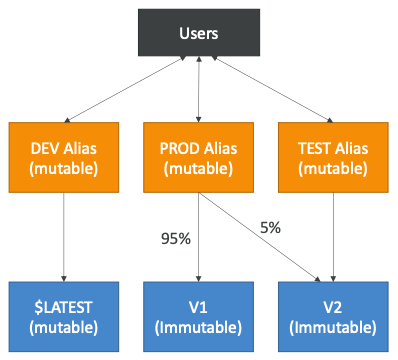 Users
DEV Alias
(mutable)
PROD Alias
(mutable)
TEST Alias
(mutable)
95%
5%
$LATEST
(mutable)
V1
(Immutable)
V2
(Immutable)